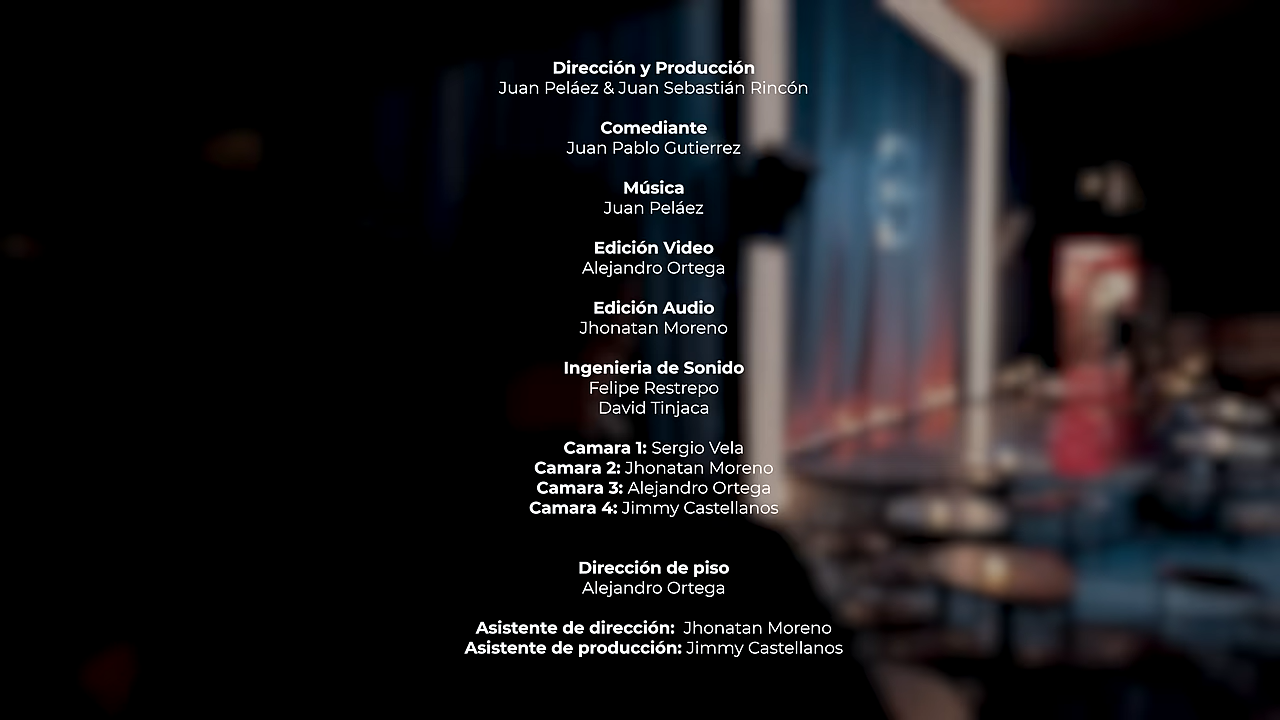 Dirección y Producción
Juan Peláez & Juan Sebastián Rincón
Comediante
Juan Pablo Gutierrez
Música
Juan Peláez
Edición Video
Alejandro Ortega
Edición Audio
Jhonatan Moreno
Ingenieria de Sonido
Felipe Restrepo
David Tinjaca
Camara 1: Sergio Vela
Camara 2: Jhonatan Moreno
Camara 3: Alejandro Ortega
Camara 4: Jimmy Castellanos
Dirección de piso
Alejandro Ortega
Asistente de dirección: Jhonatan Moreno
Asistente de producción: Jimmy Castellanos